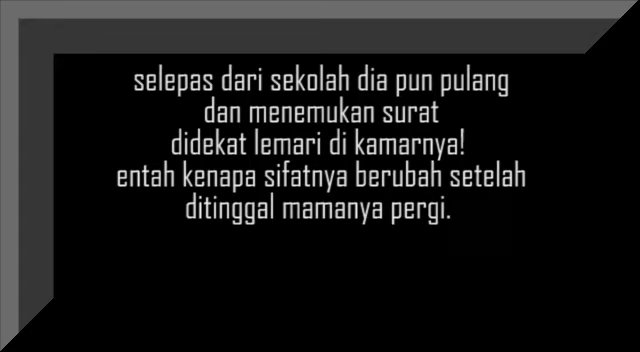 selepas dari sekolah dia pun pulang
dan menemukan surat
didekat lemari di kamarnya!
entah kenapa sifatnya berubah setelah
ditinggal mamanya pergi.